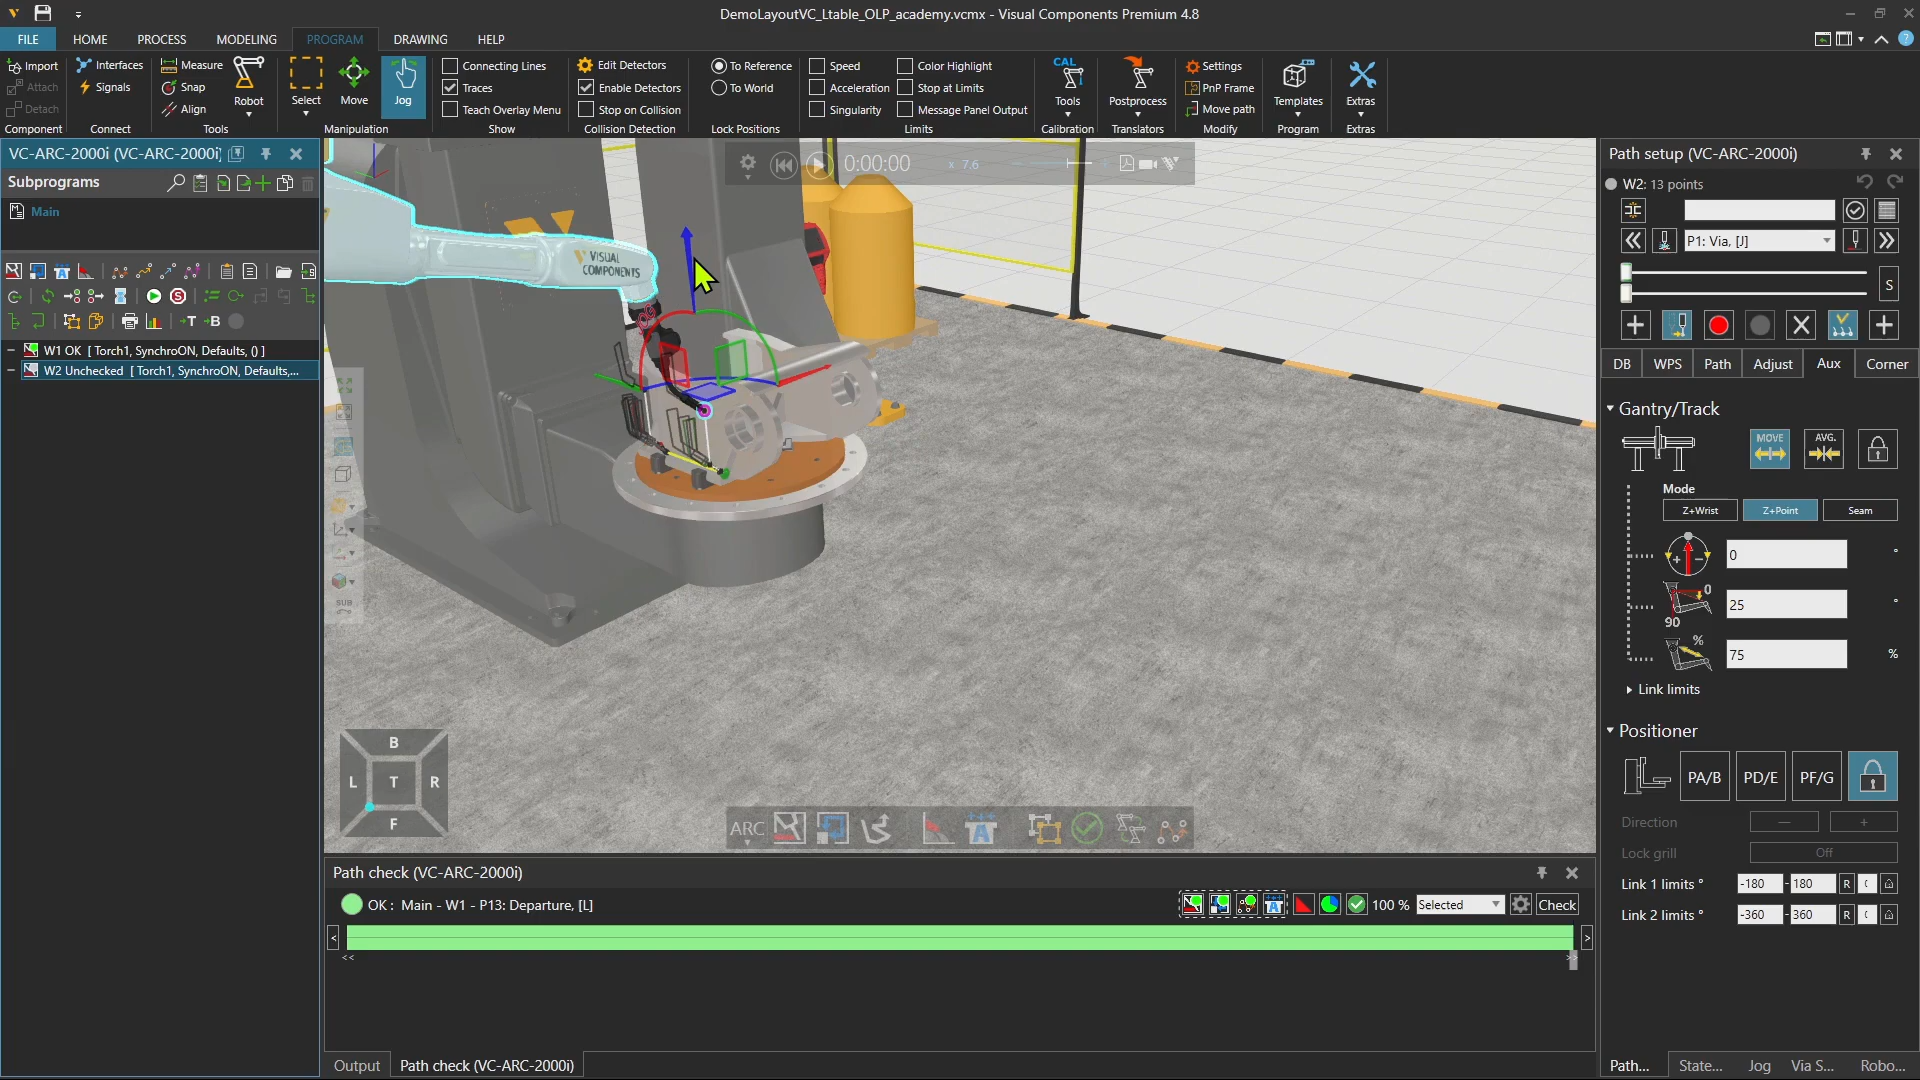 DemoLayoutVC_Ltable_OLP_academy.vcmx - Visual Components Premium 4.8
FILE HOME PROCESS MODELING PROGRAM DRAWING HELP
Import Interfaces Measure Connecting Lines Edit Detectors To Reference Speed Color Highlight CAL Settings
Attach Signals Snap Robot Select Move Jog Traces Enable Detectors To World Acceleration Stop at Limits Tools Postprocess PnP Frame Templates Extras
Detach Align Teach Overlay Menu Stop on Collision Singularity Message Panel Output Move path
Component Connect Tools Manipulation Show Collision Detection Lock Positions Limits Calibration Translators Modify Program Extras
VC-ARC-2000i (VC-ARC-2000i)
Subprograms
Main
W1 OK [ Torch1, SynchroON, Defaults, () ]
W2 Unchecked [ Torch1, SynchroON, Defaults,...
0:00:00 x 7.6
VISUAL
COMPONENTS
SUB
B
L T R
F
ARC
Path check (VC-ARC-2000i)
OK : Main - W1 - P13: Departure, [L]
100 % Selected Check
< >
<< >>
Output Path check (VC-ARC-2000i)
Path setup (VC-ARC-2000i)
W2: 13 points
P1: Via, [J]
S
DB WPS Path Adjust Aux Corner
Gantry/Track
MOVE AVG.
Mode
Z+Wrist Z+Point Seam
0 °
0
25 °
90
%
75 %
Link limits
Positioner
PA/B PD/E PF/G
Direction — +
Lock grill Off
Link 1 limits ° -180 - 180 R
Link 2 limits ° -360 - 360 R
Path... State... Jog Via S... Robo...